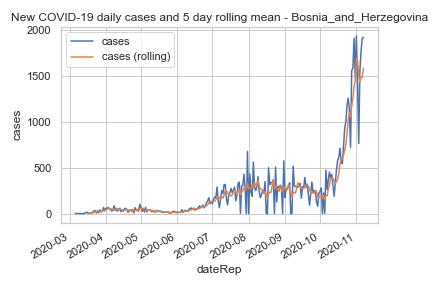 New COVID-19 daily cases and 5 day rolling mean - Bosnia_and_Herzegovina
cases
cases (rolling)
2000
1500
1000
500
0
cases
2020-03
2020-04
2020-05
2020-06
2020-07
2020-08
2020-09
2020-10
2020-11
dateRep